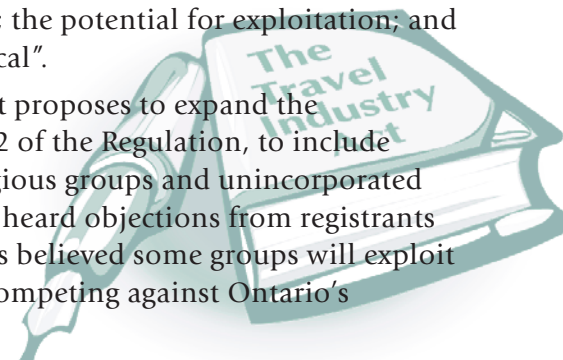 : the potential for exploitation; and
cal”.
t proposes to expand the
2 of the Regulation, to include
gious groups and unincorporated
heard objections from registrants
s believed some groups will exploit
ompeting against Ontario’s
The
Travel
Industry
Act